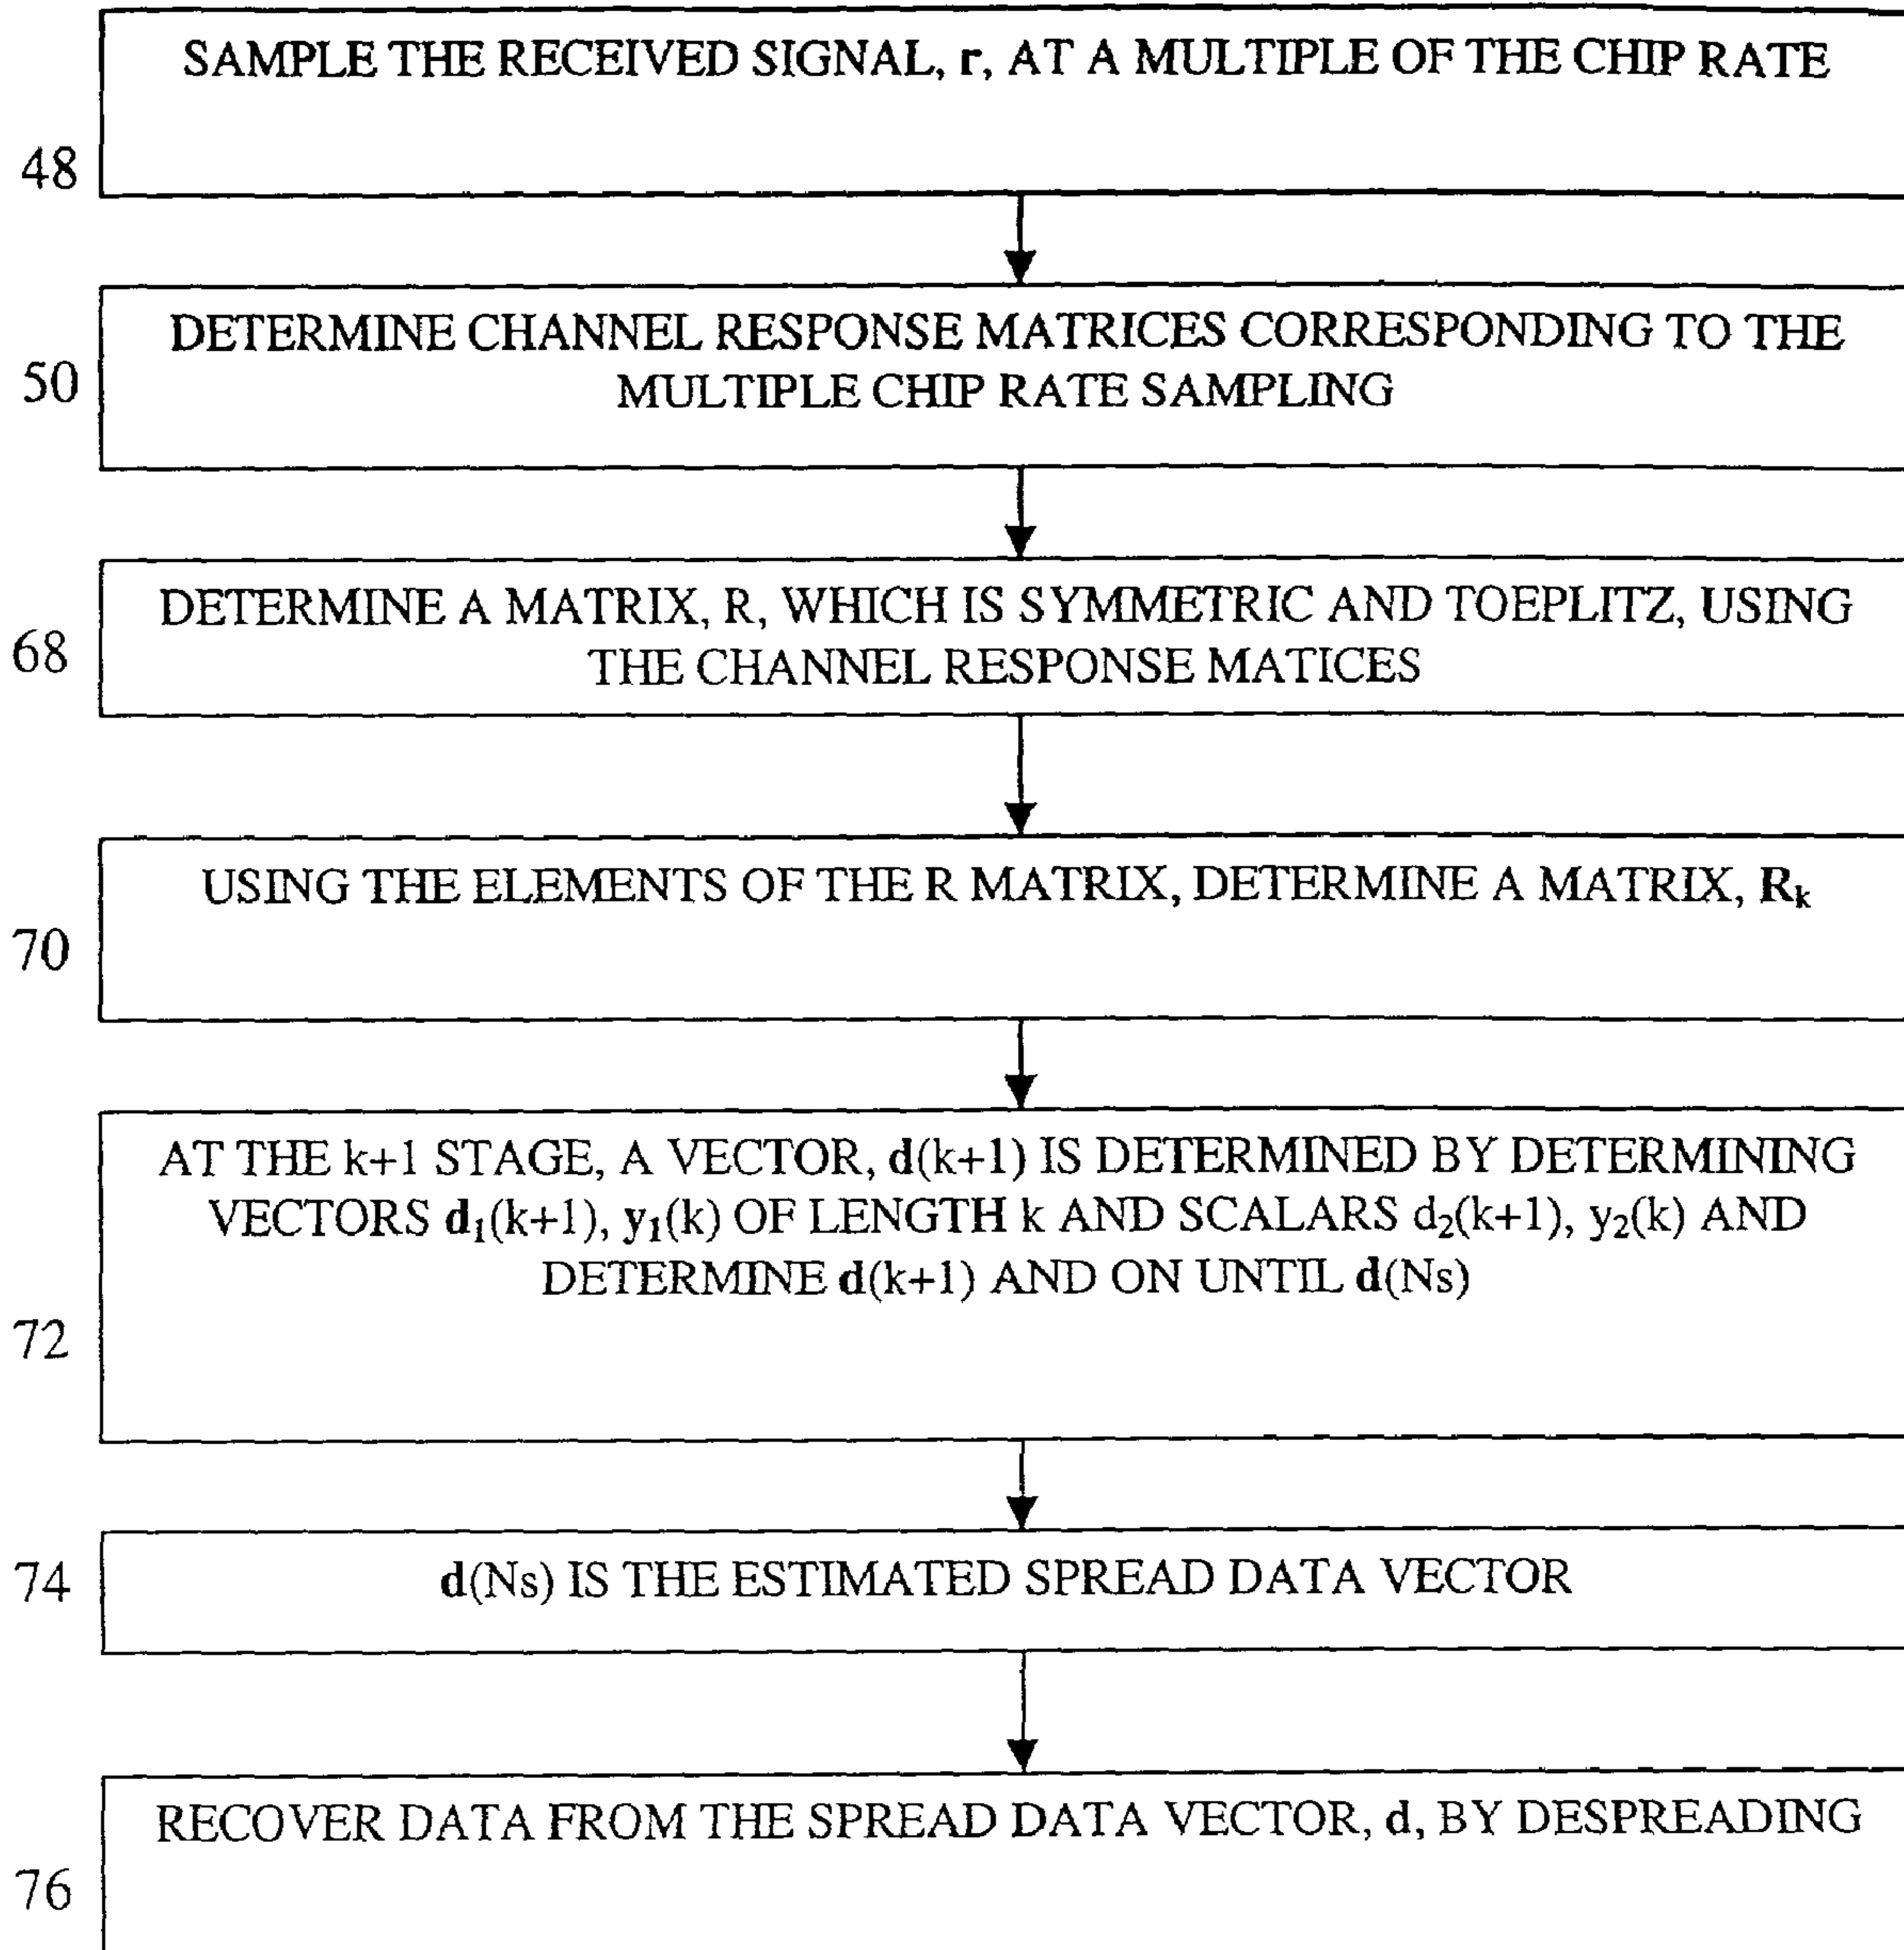 SAMPLE THE RECEIVED SIGNAL, r, AT A MULTIPLE OF THE CHIP RATE
48
DETERMINE CHANNEL RESPONSE MATRICES CORRESPONDING TO THE
MULTIPLE CHIP RATE SAMPLING
50
DETERMINE A MATRIX, R, WHICH IS SYMMETRIC AND TOEPLITZ, USING
THE CHANNEL RESPONSE MATICES
68
USING THE ELEMENTS OF THE R MATRIX, DETERMINE A MATRIX, Rₖ
70
AT THE k+1 STAGE, A VECTOR, d(k+1) IS DETERMINED BY DETERMINING
VECTORS d₁(k+1), y₁(k) OF LENGTH k AND SCALARS d₂(k+1), y₂(k) AND
DETERMINE d(k+1) AND ON UNTIL d(Ns)
72
d(Ns) IS THE ESTIMATED SPREAD DATA VECTOR
74
RECOVER DATA FROM THE SPREAD DATA VECTOR, d, BY DESPREADING
76